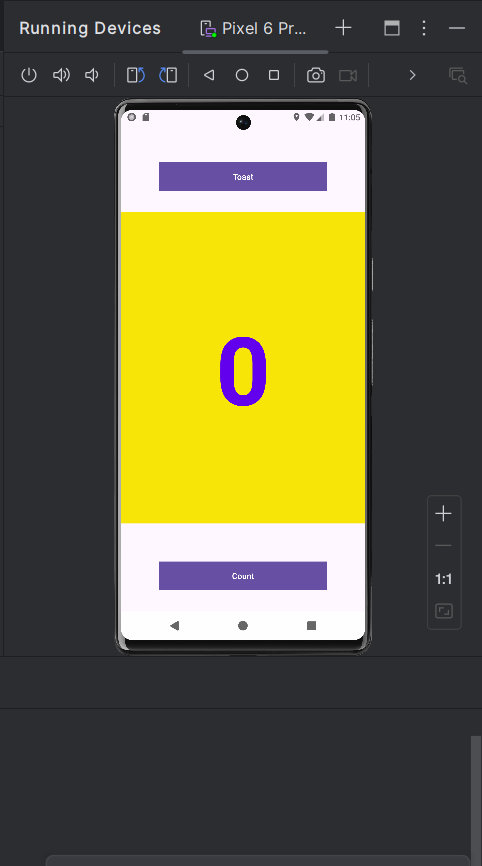 Running Devices
Pixel 6 Pr...
11:05
Toast
0
Count
1:1